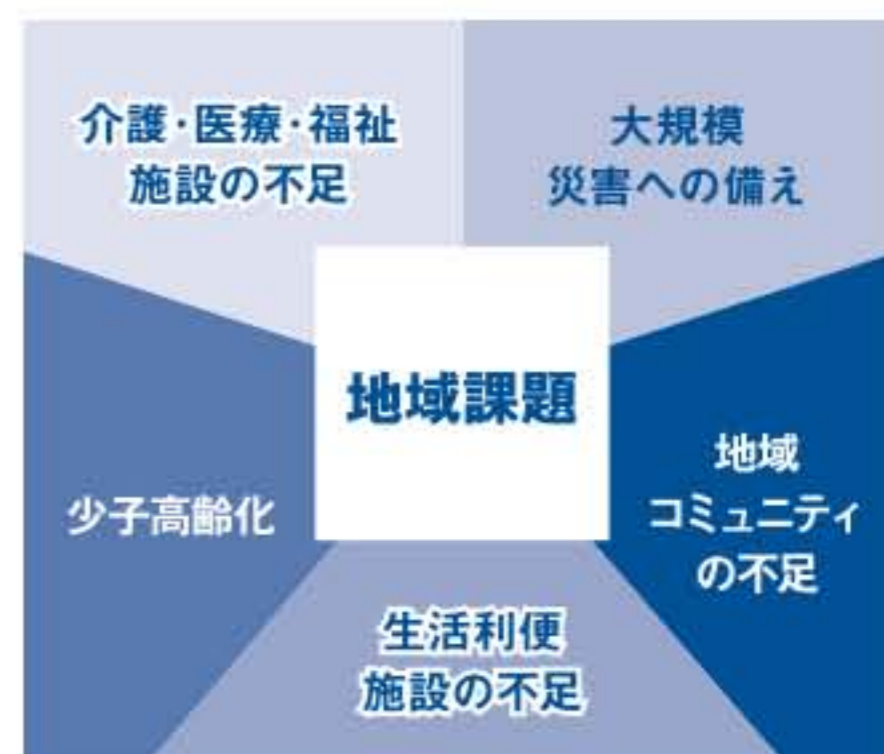 介護・医療・福祉
施設の不足
大規模
災害への備え
地域課題
少子高齢化
地域
コミュニティ
の不足
生活利便
施設の不足